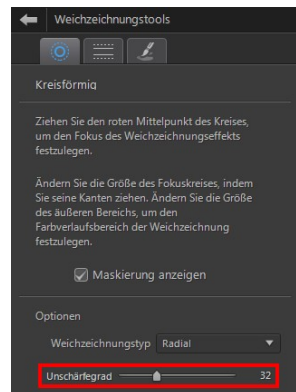 Weichzeichnungstools
Kreisförmig
Ziehen Sie den roten Mittelpunkt des Kreises,
um den Fokus des Weichzeichnungseffekts
festzulegen.
Ändern Sie die Größe des Fokuskreises, indem
Sie seine Kanten ziehen. Ändern Sie die Größe
des äußeren Bereichs, um den
Farbverlaufsbereich der Weichzeichnung
festzulegen.
Maskierung anzeigen
Optionen
Weichzeichnungstyp Radial
Unschärfegrad 32